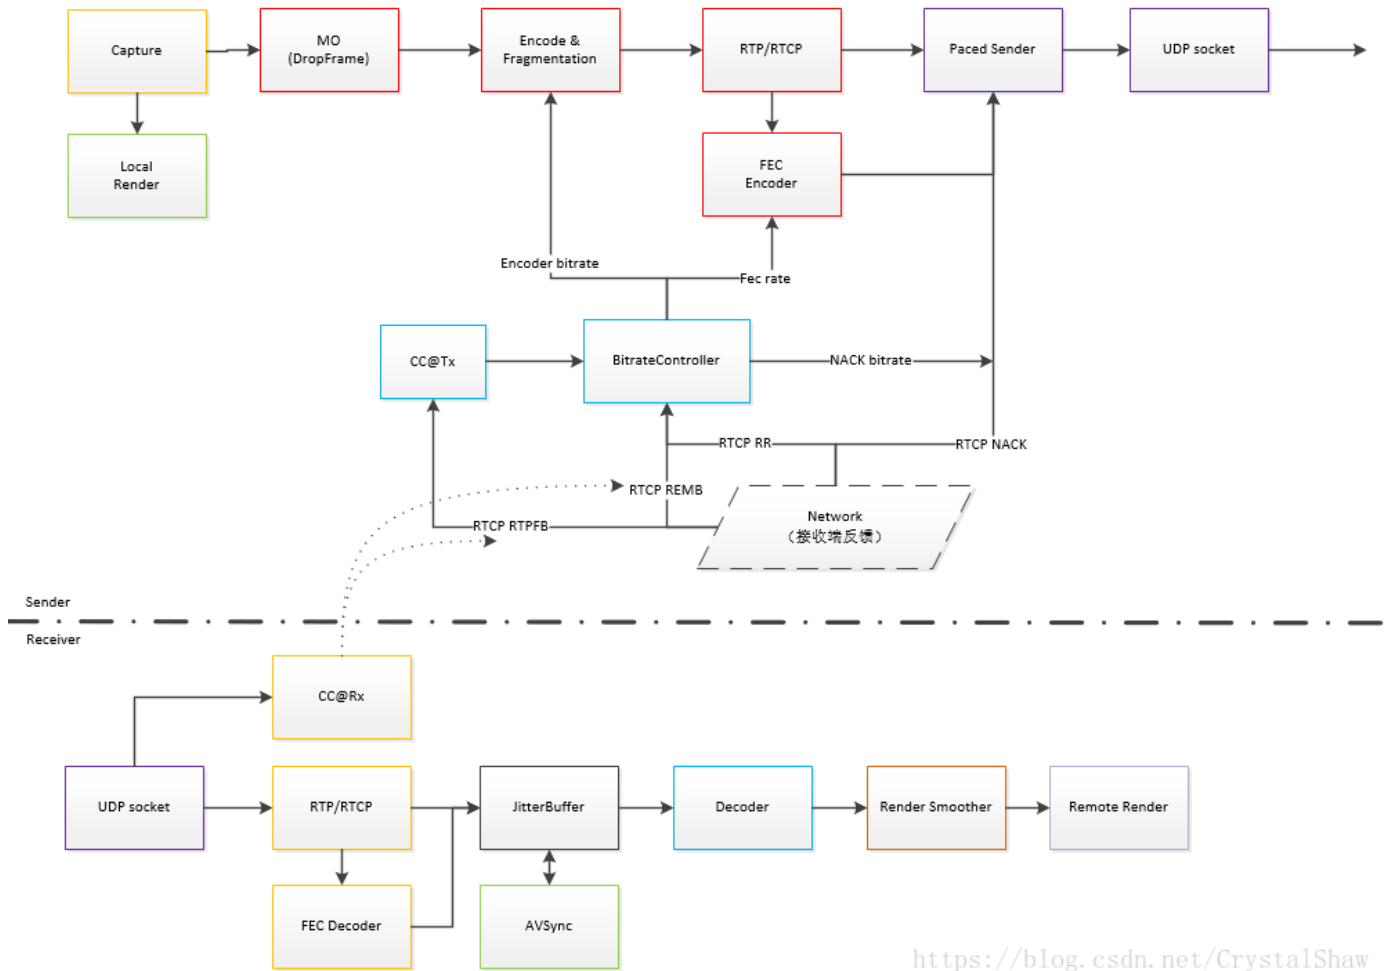 Capture
MO
(DropFrame)
Encode &
Fragmentation
RTP/RTCP
Paced Sender
UDP socket
Local
Render
FEC
Encoder
Encoder bitrate
Fec rate
CC@Tx
BitrateController
NACK bitrate
RTCP RR
RTCP NACK
RTCP REMB
RTCP RTPFB
Network
（接收端反馈）
Sender
Receiver
CC@Rx
UDP socket
RTP/RTCP
JitterBuffer
Decoder
Render Smoother
Remote Render
FEC Decoder
AVSync
https://blog.csdn.net/CrystalShaw